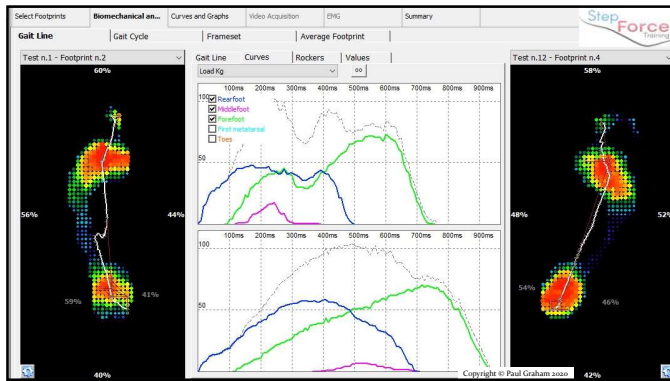 Select Footprints
Biomechanical an...
Curves and Graphs
Video Acquisition
EMG
Summary
Step
Force
Training
Gait Line
Gait Cycle
Frameset
Average Footprint
Test n.1 - Footprint n.2
60%
56%
44%
59%
41%
40%
Gait Line
Curves
Rockers
Values
Load Kg
100ms 200ms 300ms 400ms 500ms 600ms 700ms 800ms 900ms
100
Rearfoot
Middlefoot
Forefoot
First metatarsal
Toes
50
100ms 200ms 300ms 400ms 500ms 600ms 700ms 800ms 900ms
100
50
Test n.12 - Footprint n.4
58%
48%
52%
54%
46%
42%
Copyright © Paul Graham 2020